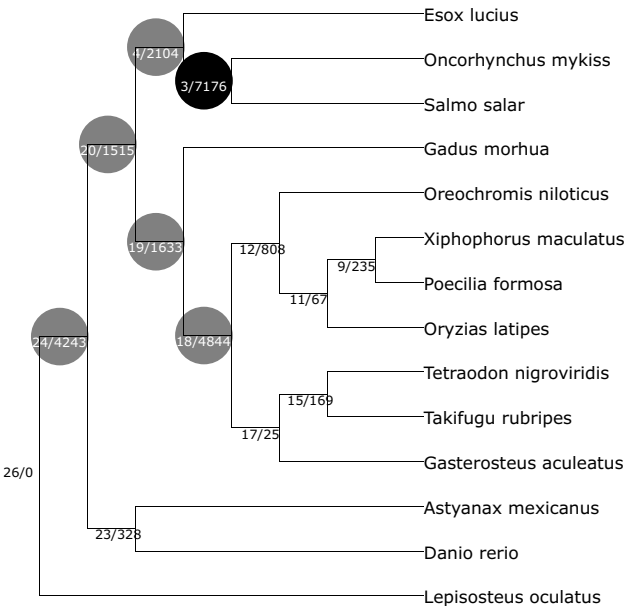 Esox lucius
4/2104
Oncorhynchus mykiss
3/7176
Salmo salar
20/1515
Gadus morhua
Oreochromis niloticus
19/1633
12/808
Xiphophorus maculatus
9/235
Poecilia formosa
11/67
Oryzias latipes
24/4243
18/4844
Tetraodon nigroviridis
15/169
Takifugu rubripes
17/25
Gasterosteus aculeatus
26/0
Astyanax mexicanus
23/328
Danio rerio
Lepisosteus oculatus